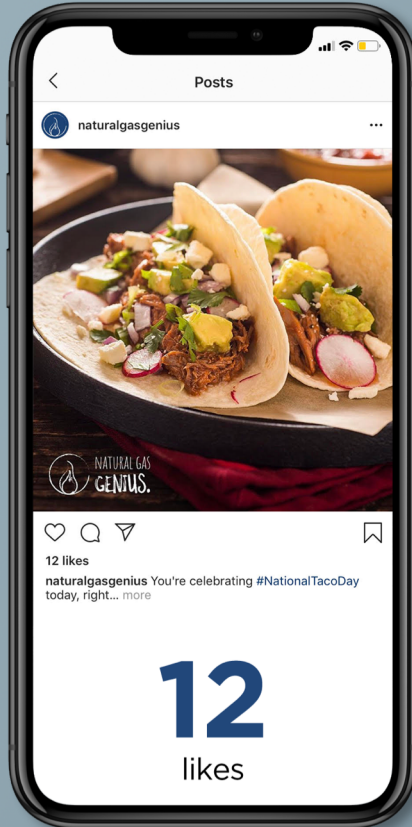 Posts
naturalgasgenius
NATURAL GAS
GENIUS.
12 likes
naturalgasgenius You're celebrating #NationalTacoDay
today, right... more
12
likes